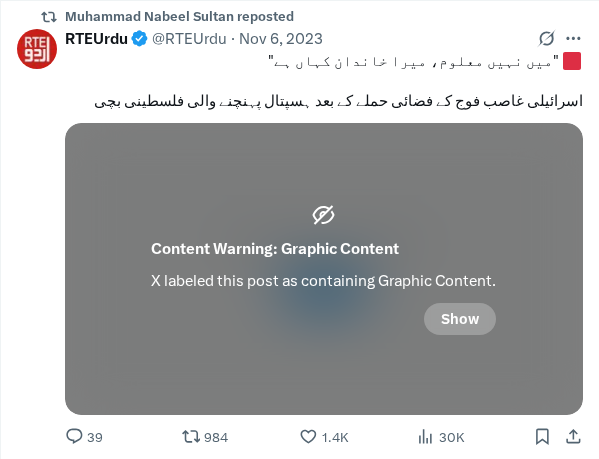 Muhammad Nabeel Sultan reposted
RTE اردو
RTEUrdu @RTEUrdu · Nov 6, 2023
"میں نہیں معلوم، میرا خاندان کہاں ہے"
اسرائیلی غاصب فوج کے فضائی حملے کے بعد ہسپتال پہنچنے والی فلسطینی بچی
Content Warning: Graphic Content
X labeled this post as containing Graphic Content.
Show
39 984 1.4K 30K